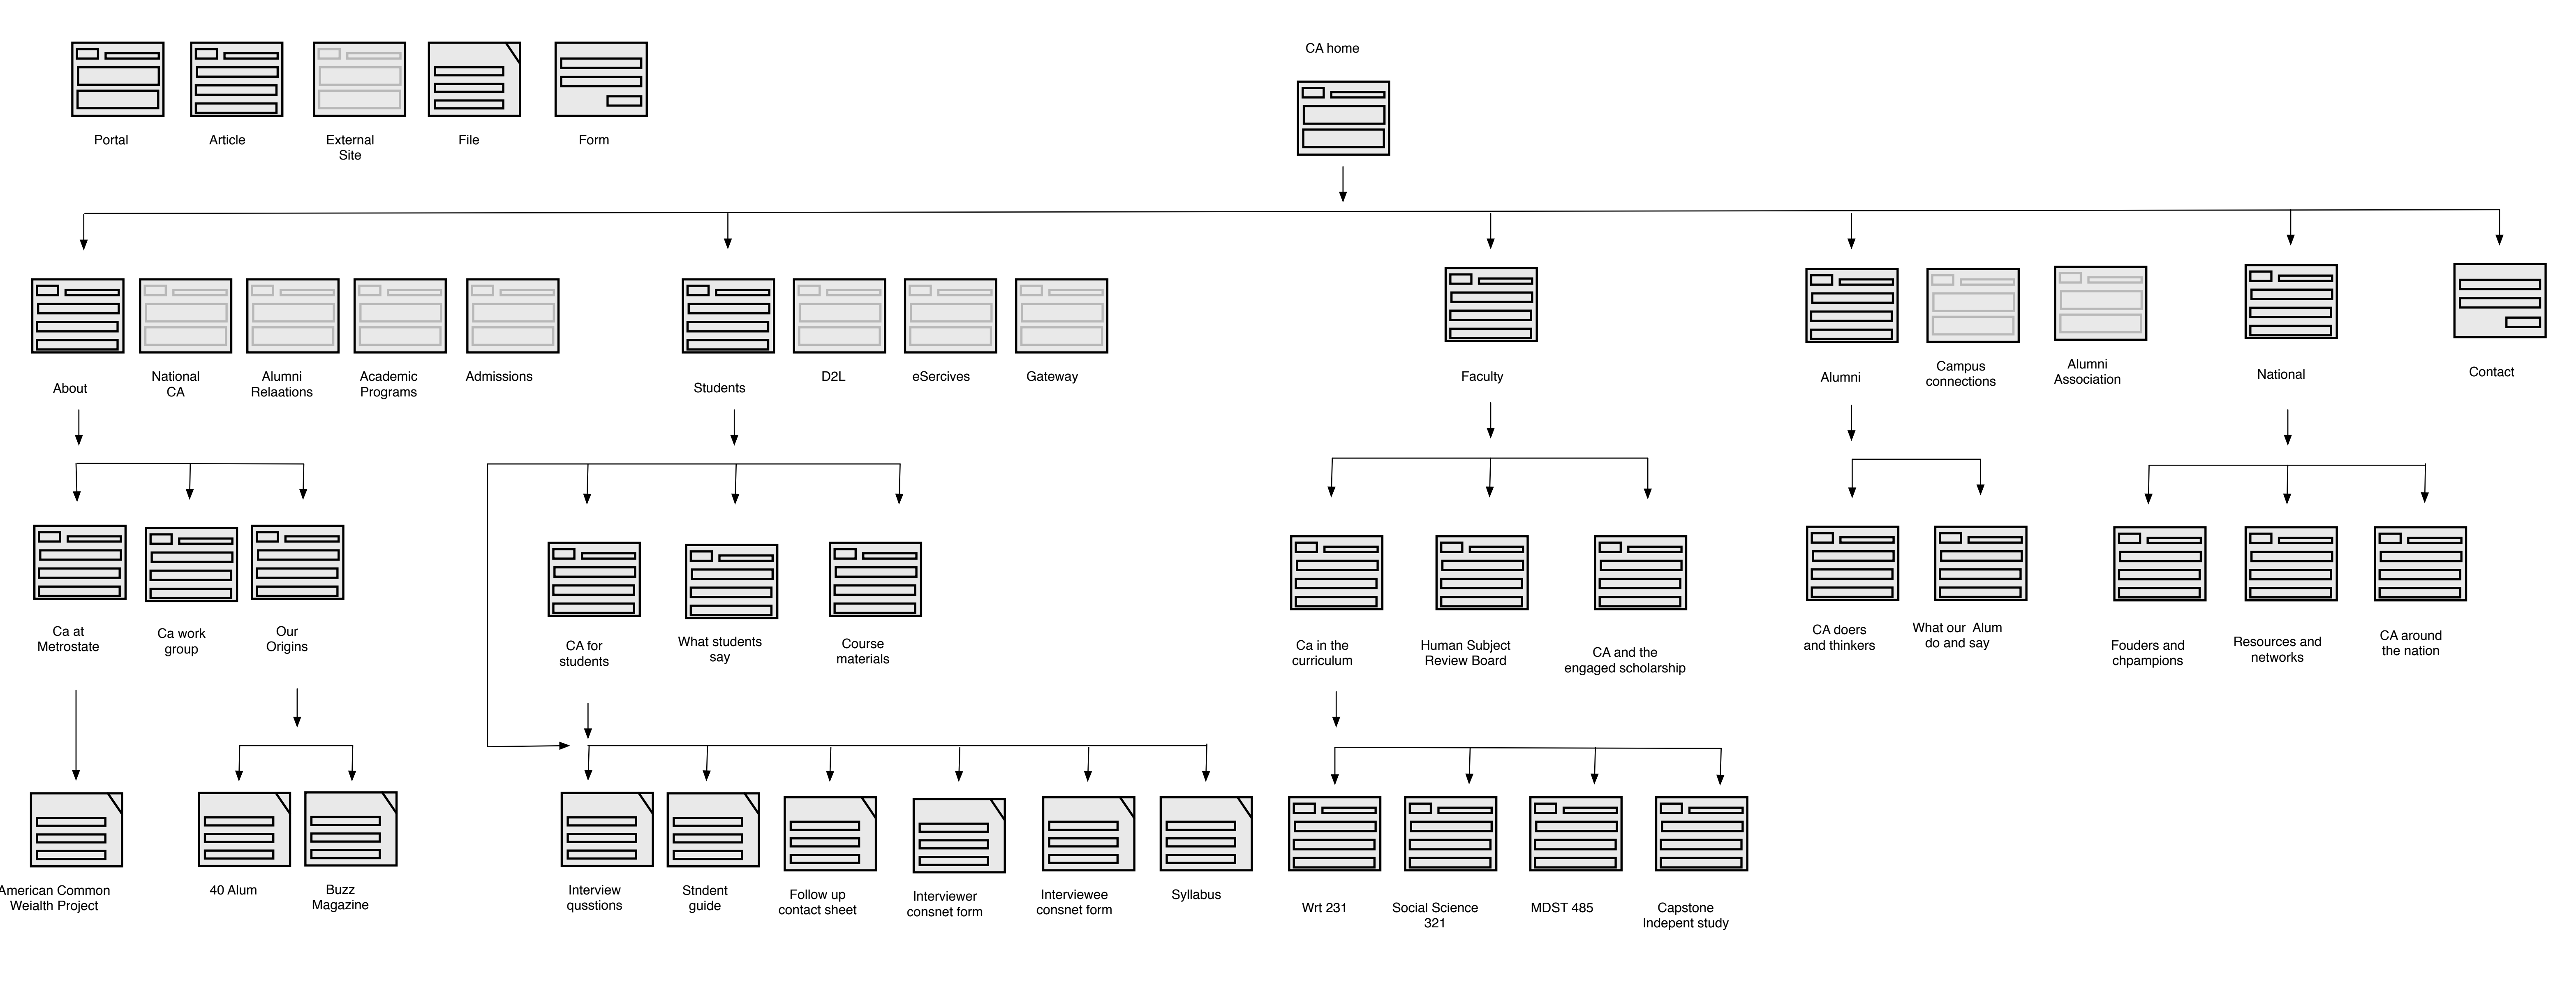 CA home
Portal
Article
External
Site
File
Form
About
National
CA
Alumni
Relaations
Academic
Programs
Admissions
Students
D2L
eSercives
Gateway
Faculty
Alumni
Campus
connections
Alumni
Association
National
Contact
Ca at
Metrostate
Ca work
group
Our
Origins
CA for
students
What students
say
Course
materials
Ca in the
curriculum
Human Subject
Review Board
CA and the
engaged scholarship
CA doers
and thinkers
What our  Alum
do and say
Fouders and
chpampions
Resources and
networks
CA around
the nation
American Common
Weialth Project
40 Alum
Buzz
Magazine
Interview
qusstions
Stndent
guide
Follow up
contact sheet
Interviewer
consnet form
Interviewee
consnet form
Syllabus
Wrt 231
Social Science
321
MDST 485
Capstone
Indepent study